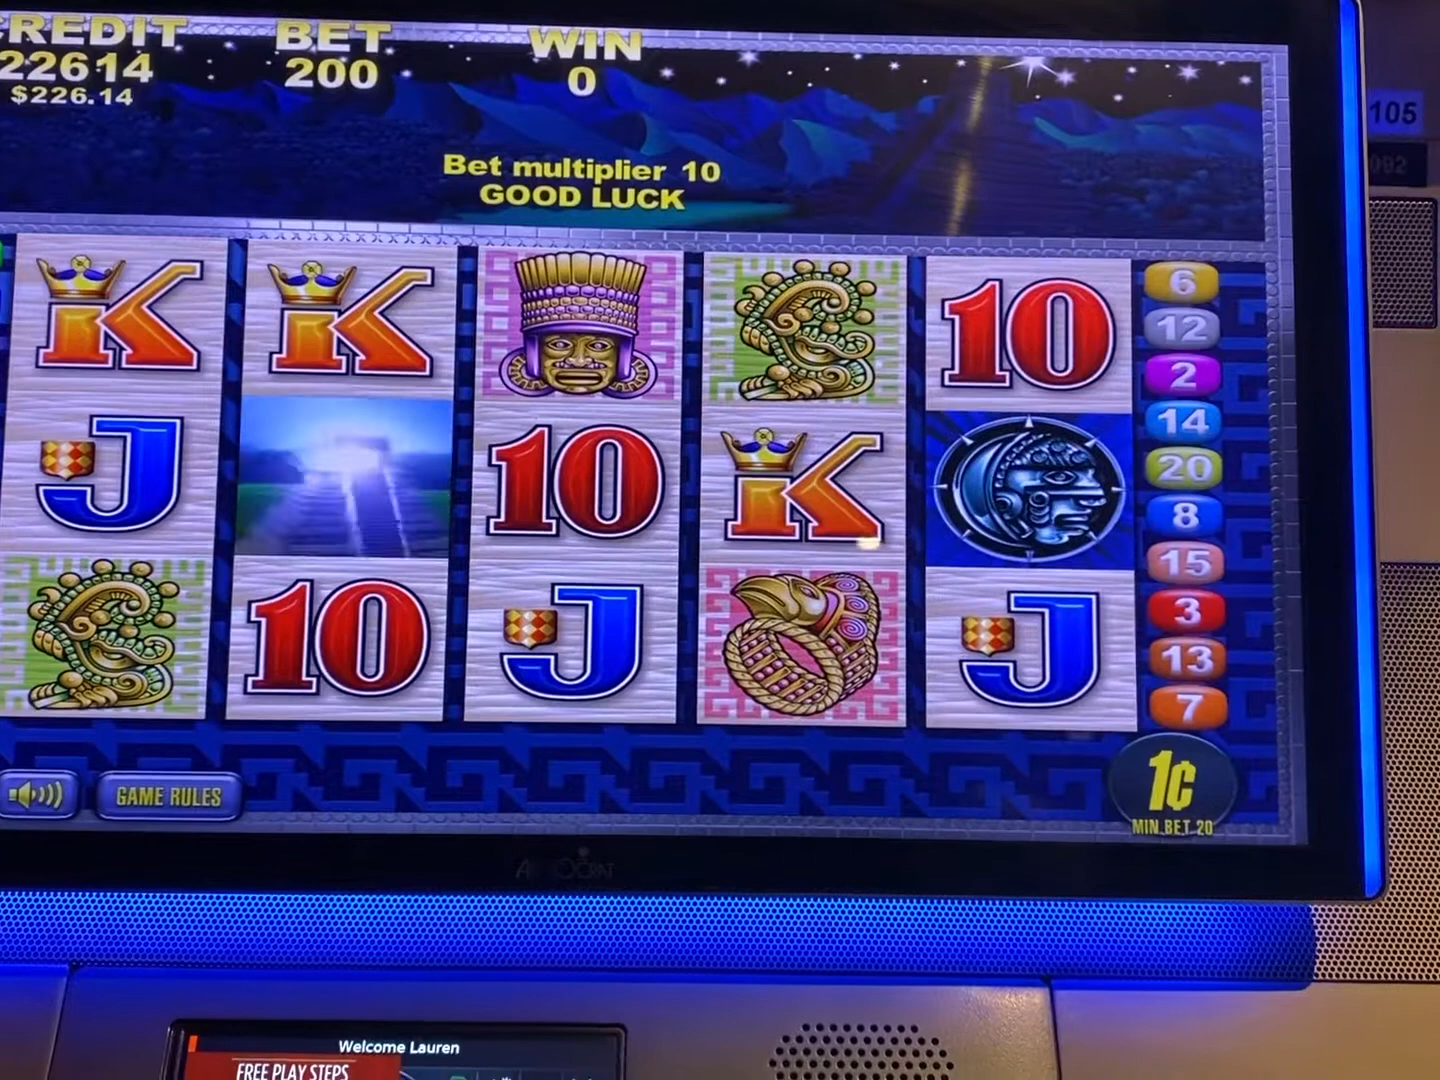 CREDIT BET WIN
22614 200 0
$226.14
Bet multiplier 10
GOOD LUCK
K K 10
J 10 K
10 J J
6
12
2
14
20
8
15
3
13
7
GAME RULES
1¢
MIN BET 20
ARISTOCRAT
105
Welcome Lauren
FREE PLAY STEPS